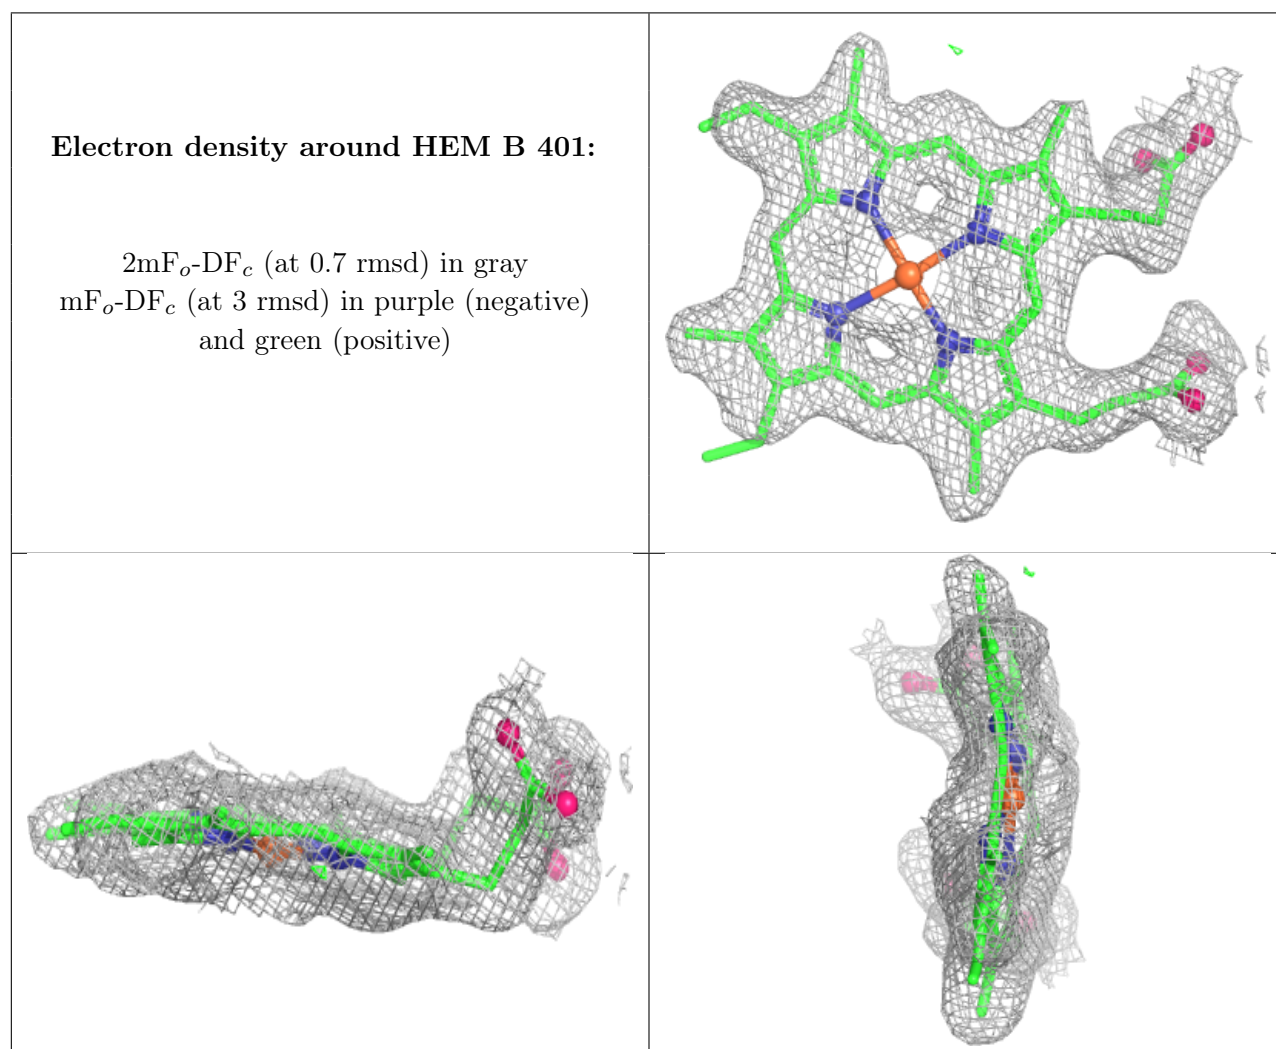 Electron density around HEM B 401:
2mFo-DFc (at 0.7 rmsd) in gray
mFo-DFc (at 3 rmsd) in purple (negative)
and green (positive)